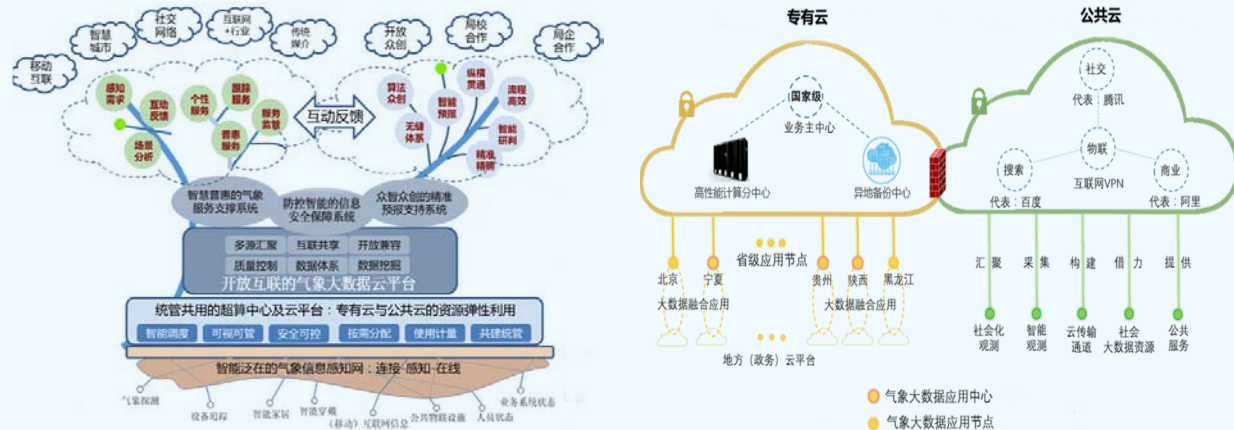 移动
互联
智慧
城市
社交
网络
互联网
+行业
传统
媒介
开放
众创
局校
合作
局企
合作
感知
需求
互动
反馈
场景
分析
个性
服务
跟踪
服务
普惠
服务
服务
监管
互动反馈
算法
众创
无缝
体系
智能
预报
纵横
贯通
流程
高效
智能
研判
精准,
精确
智慧普惠的气象
服务支撑系统
防控智能的信息
安全保障系统
众智众创的精准
预报支持系统
多源汇聚 互联共享 开放兼容
质量控制 数据体系 数据挖掘
开放互联的气象大数据云平台
统管共用的超算中心及云平台：专有云与公共云的资源弹性利用
智能调度 可视可管 安全可控 按需分配 使用计量 共建统管
智能泛在的气象信息感知网：连接·感知·在线
气象探测
设备追踪
智能家居
智能穿戴
（移动）互联网信息
公共物联设施
人员状态
业务系统状态
专有云
国家级
业务主中心
高性能计算分中心
异地备份中心
省级应用节点
北京 宁夏 贵州 陕西 黑龙江
大数据融合应用 大数据融合应用
地方（政务）云平台
公共云
社交
代表：腾讯
物联
互联网VPN
搜索
代表：百度
商业
代表：阿里
汇聚 采集 构建 借力 提供
社会化
观测
智能
观测
云传输
通道
社会
大数据资源
公共
服务
气象大数据应用中心
气象大数据应用节点